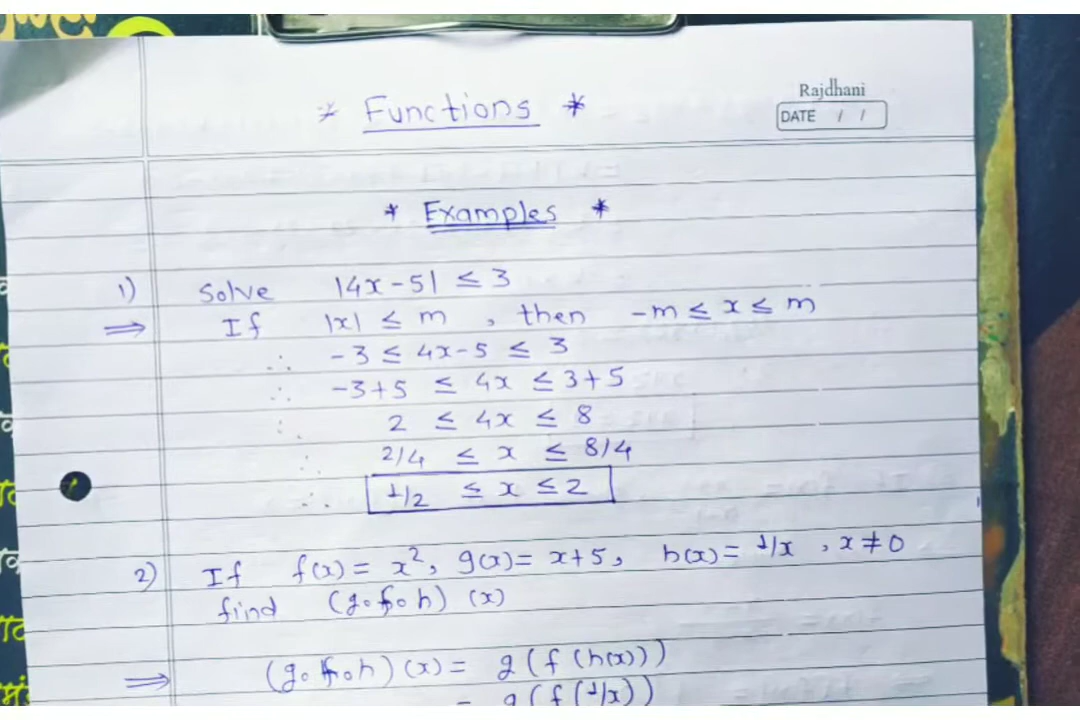 Rajdhani
DATE / /
* Functions *
* Examples *
1) Solve |4x-5| ≤ 3
⇒ If |x| ≤ m , then -m ≤ x ≤ m
∴ -3 ≤ 4x-5 ≤ 3
∴ -3+5 ≤ 4x ≤ 3+5
∴ 2 ≤ 4x ≤ 8
∴ 2/4 ≤ x ≤ 8/4
∴ 1/2 ≤ x ≤ 2
2) If f(x) = x², g(x) = x+5, h(x) = 1/x , x ≠ 0
find (g∘f∘h) (x)
⇒ (g∘f∘h) (x) = g(f(h(x)))
= g(f(1/x))